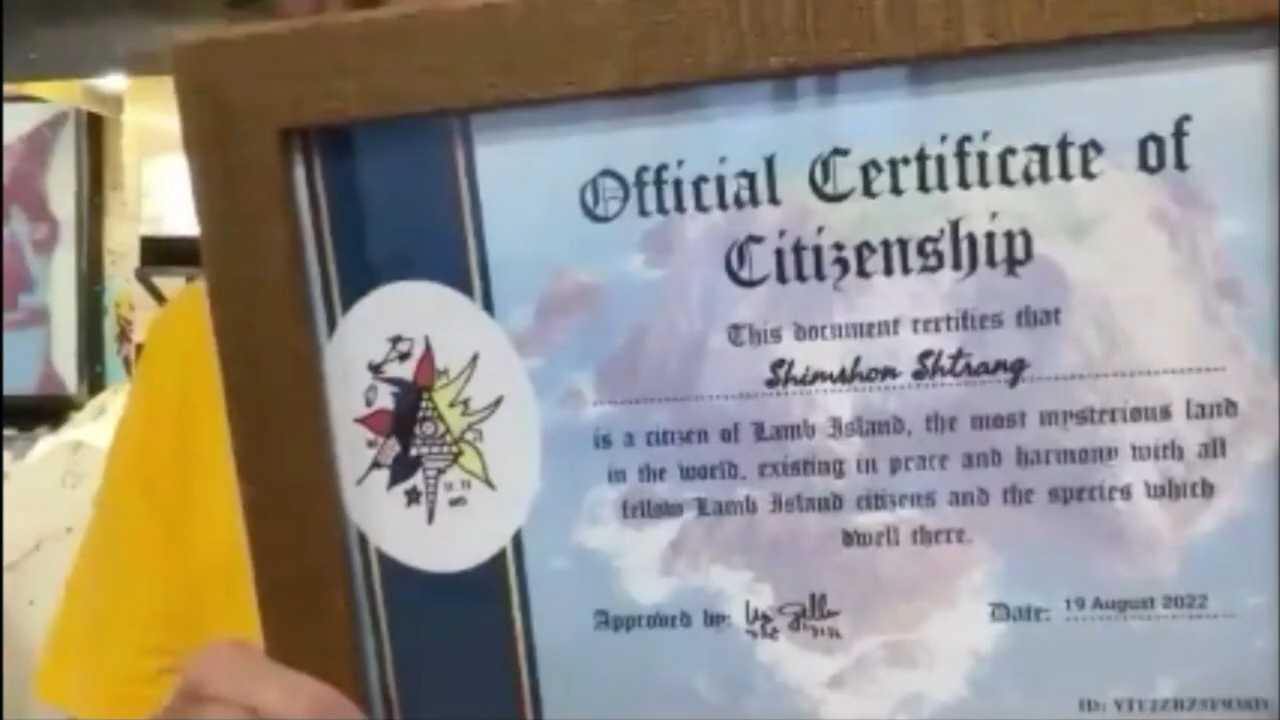 Official Certificate of
Citizenship
This document certifies that
Shimshon Shtrang
is a citizen of Lamb Island, the most mysterious land
in the world, existing in peace and harmony with all
fellow Lamb Island citizens and the species which
dwell there.
Approved by:
Date: 19 August 2022
ID: